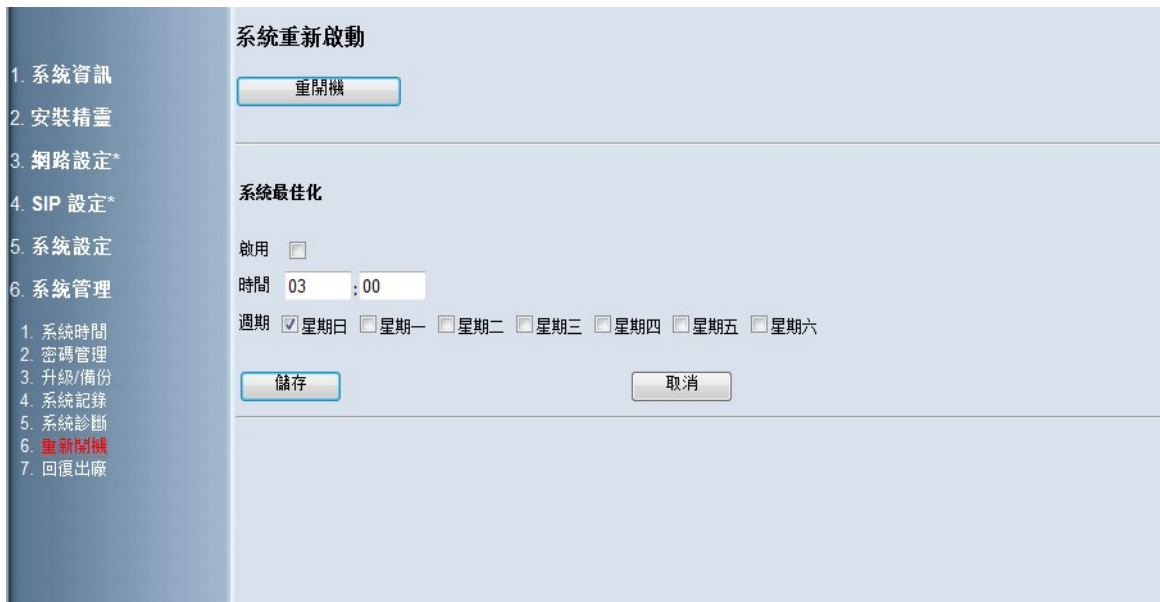 1. 系統資訊
2. 安裝精靈
3. 網路設定*
4. SIP 設定*
5. 系統設定
6. 系統管理
1. 系統時間
2. 密碼管理
3. 升級/備份
4. 系統記錄
5. 系統診斷
6. 重新開機
7. 回復出廠
系統重新啟動
重開機
系統最佳化
啟用
時間 03 : 00
週期 星期日 星期一 星期二 星期三 星期四 星期五 星期六
儲存 取消